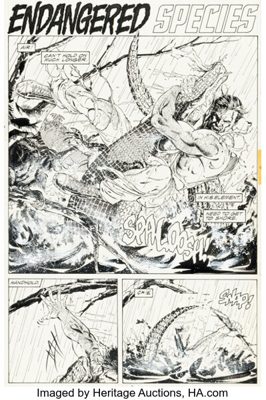 ENDANGERED SPECIES
AIR.
CAN'T HOLD ON
MUCH LONGER.
IN HIS ELEMENT.
NEED TO GET
TO SHORE.
SPALOOSH!
HANDHOLD.
SNAP!
Imaged by Heritage Auctions, HA.com